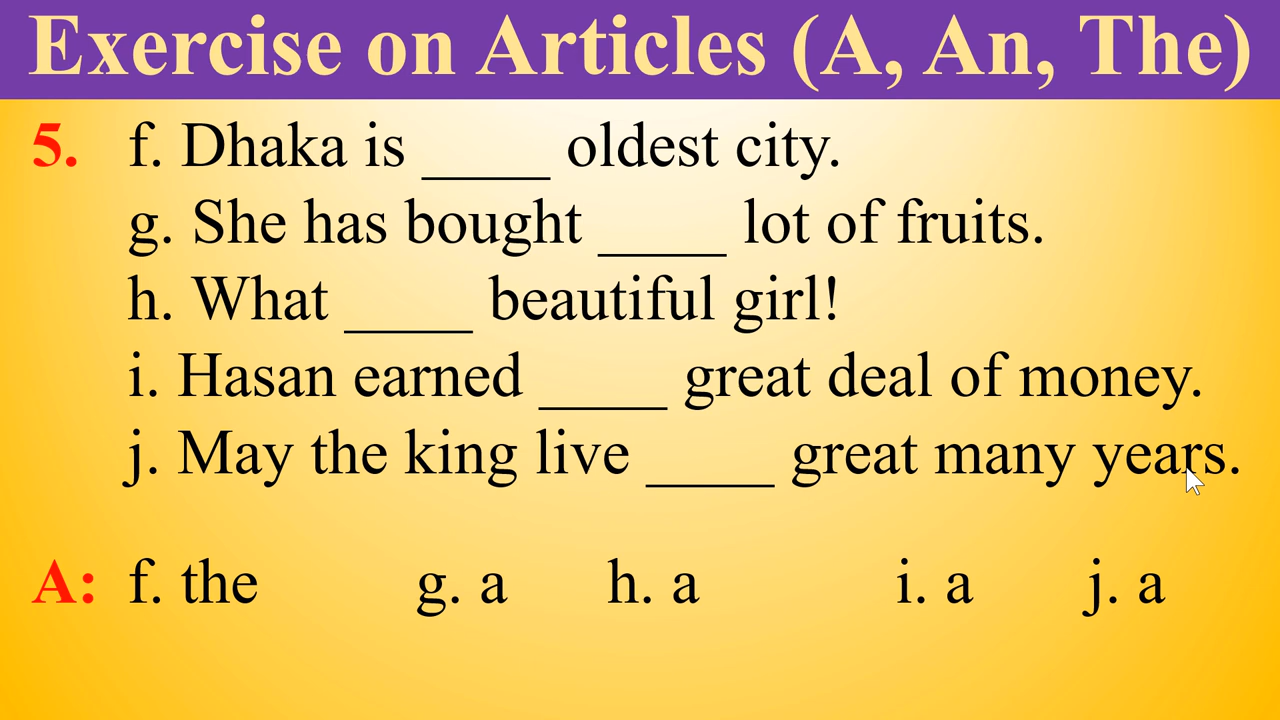 Exercise on Articles (A, An, The)
5. f. Dhaka is ____ oldest city.
g. She has bought ____ lot of fruits.
h. What ____ beautiful girl!
i. Hasan earned ____ great deal of money.
j. May the king live ____ great many years.
A: f. the g. a h. a i. a j. a